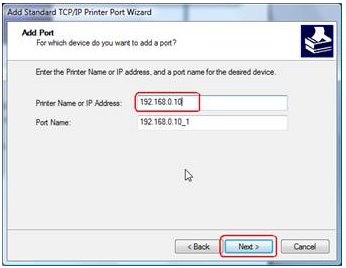 Add Standard TCP/IP Printer Port Wizard
Add Port
For which device do you want to add a port?
Enter the Printer Name or IP address, and a port name for the desired device.
Printer Name or IP Address: 192.168.0.10
Port Name: 192.168.0.10_1
< Back Next > Cancel